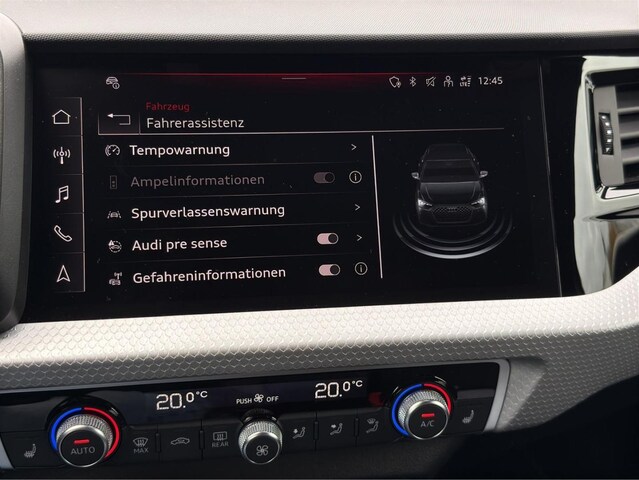 12:45
Fahrzeug
Fahrerassistenz
Tempowarnung
Ampelinformationen
Spurverlassenswarnung
Audi pre sense
Gefahreninformationen
20.0°C
PUSH OFF
20.0°C
AUTO
MAX
REAR
A/C